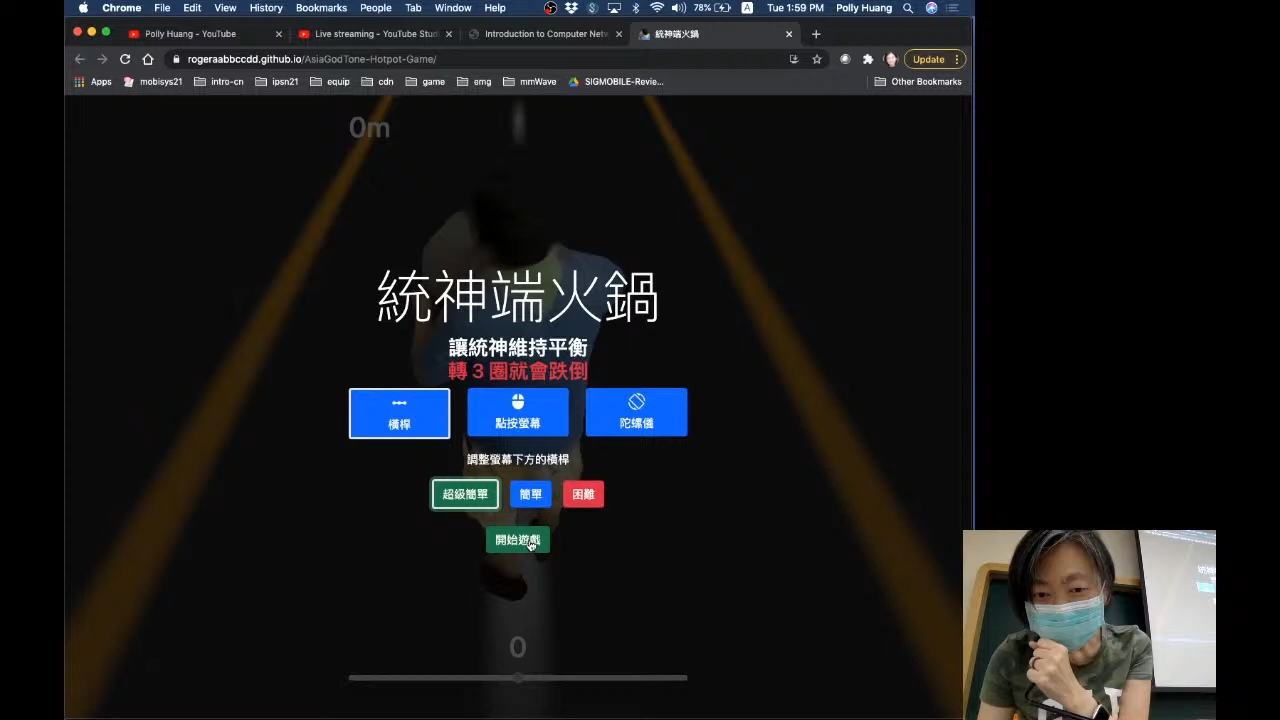 Chrome File Edit View History Bookmarks People Tab Window Help 78% A Tue 1:59 PM Polly Huang
Polly Huang - YouTube
Live streaming - YouTube Stud
Introduction to Computer Netw
統神端火鍋
rogeraabbccdd.github.io/AsiaGodTone-Hotpot-Game/
Update
Apps mobisys21 intro-cn ipsn21 equip cdn game emg mmWave SIGMOBILE-Revie... Other Bookmarks
0m
統神端火鍋
讓統神維持平衡
轉 3 圈就會跌倒
橫桿 點按螢幕 陀螺儀
調整螢幕下方的橫桿
超級簡單 簡單 困難
開始遊戲
0